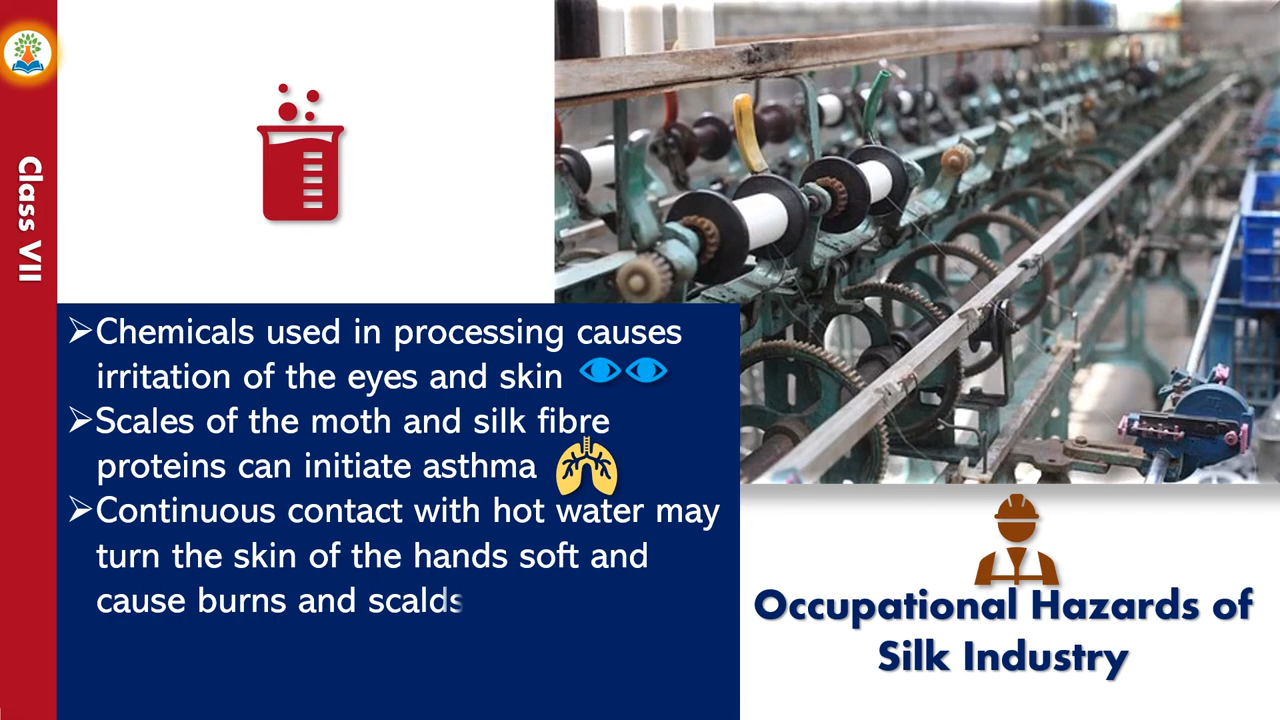 Class VII
➢Chemicals used in processing causes
irritation of the eyes and skin
➢Scales of the moth and silk fibre
proteins can initiate asthma
➢Continuous contact with hot water may
turn the skin of the hands soft and
cause burns and scalds
Occupational Hazards of
Silk Industry